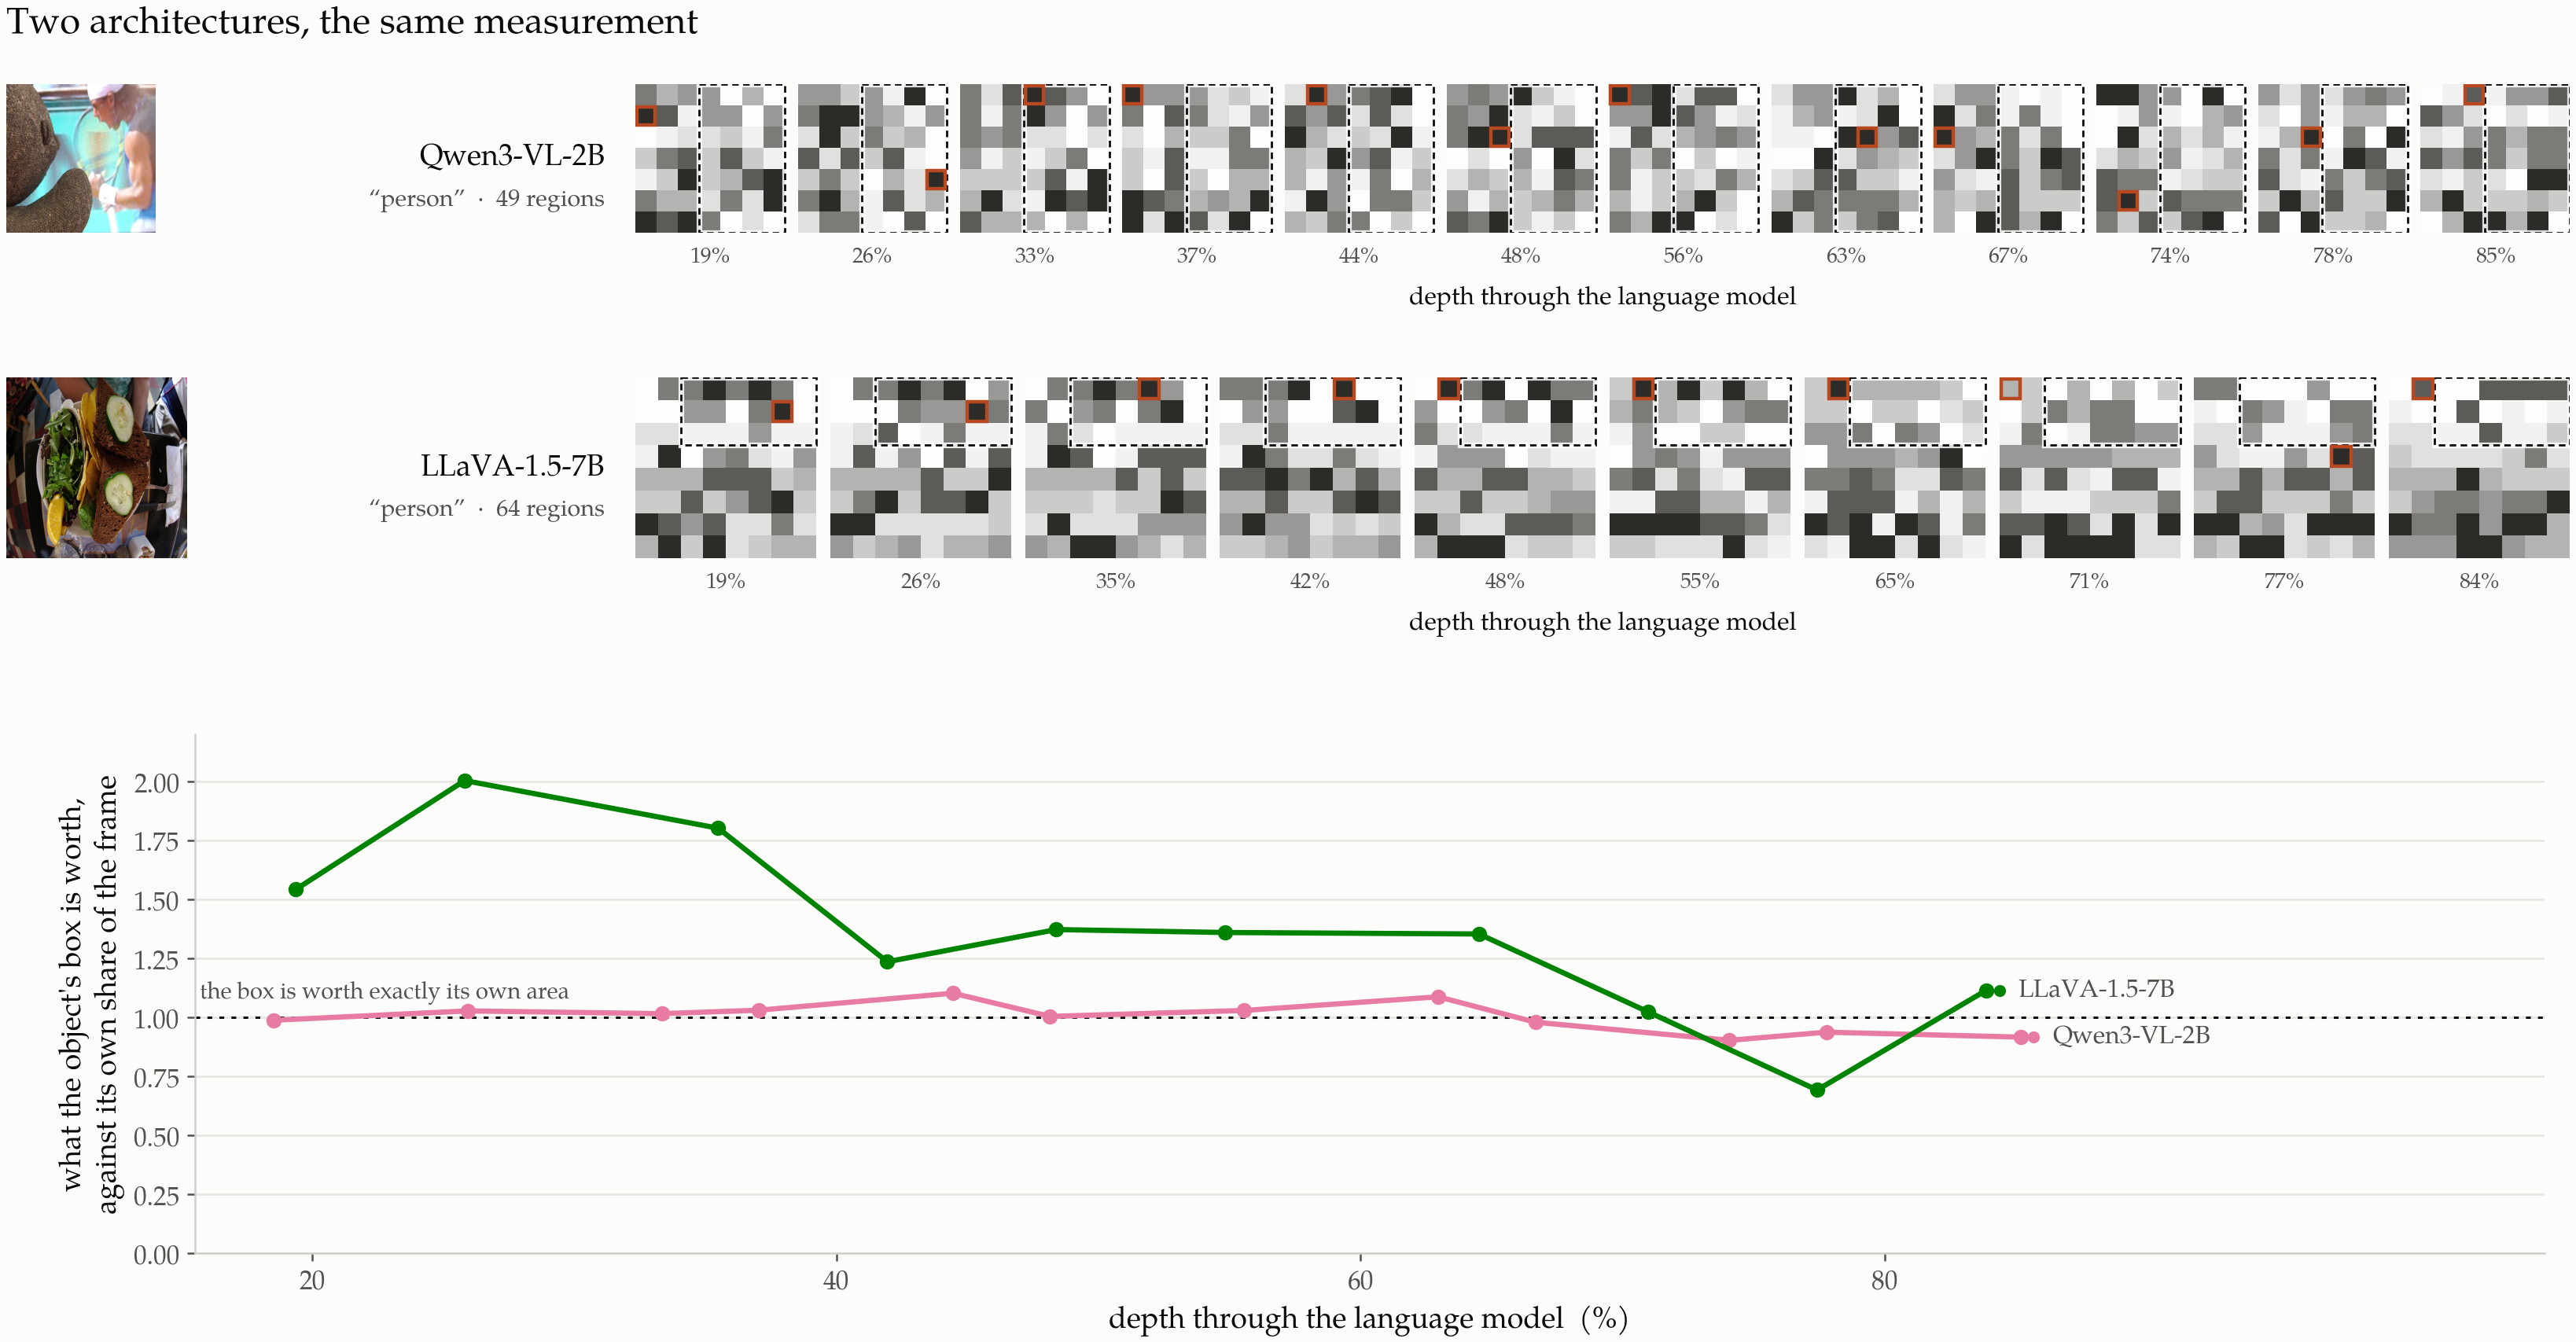 Two architectures, the same measurement
Qwen3-VL-2B
“person” · 49 regions
19% 26% 33% 37% 44% 48% 56% 63% 67% 74% 78% 85%
depth through the language model
LLaVA-1.5-7B
“person” · 64 regions
19% 26% 35% 42% 48% 55% 65% 71% 77% 84%
depth through the language model
what the object's box is worth,
against its own share of the frame
2.00
1.75
1.50
1.25
1.00
0.75
0.50
0.25
0.00
the box is worth exactly its own area
LLaVA-1.5-7B
Qwen3-VL-2B
20 40 60 80
depth through the language model (%)